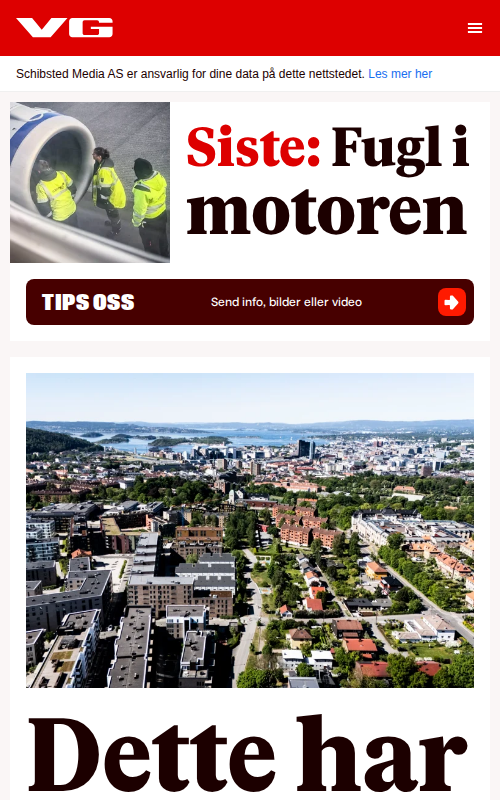 VG
Schibsted Media AS er ansvarlig for dine data på dette nettstedet. Les mer her
Siste: Fugl i
motoren
TIPS OSS
Send info, bilder eller video
Dette har